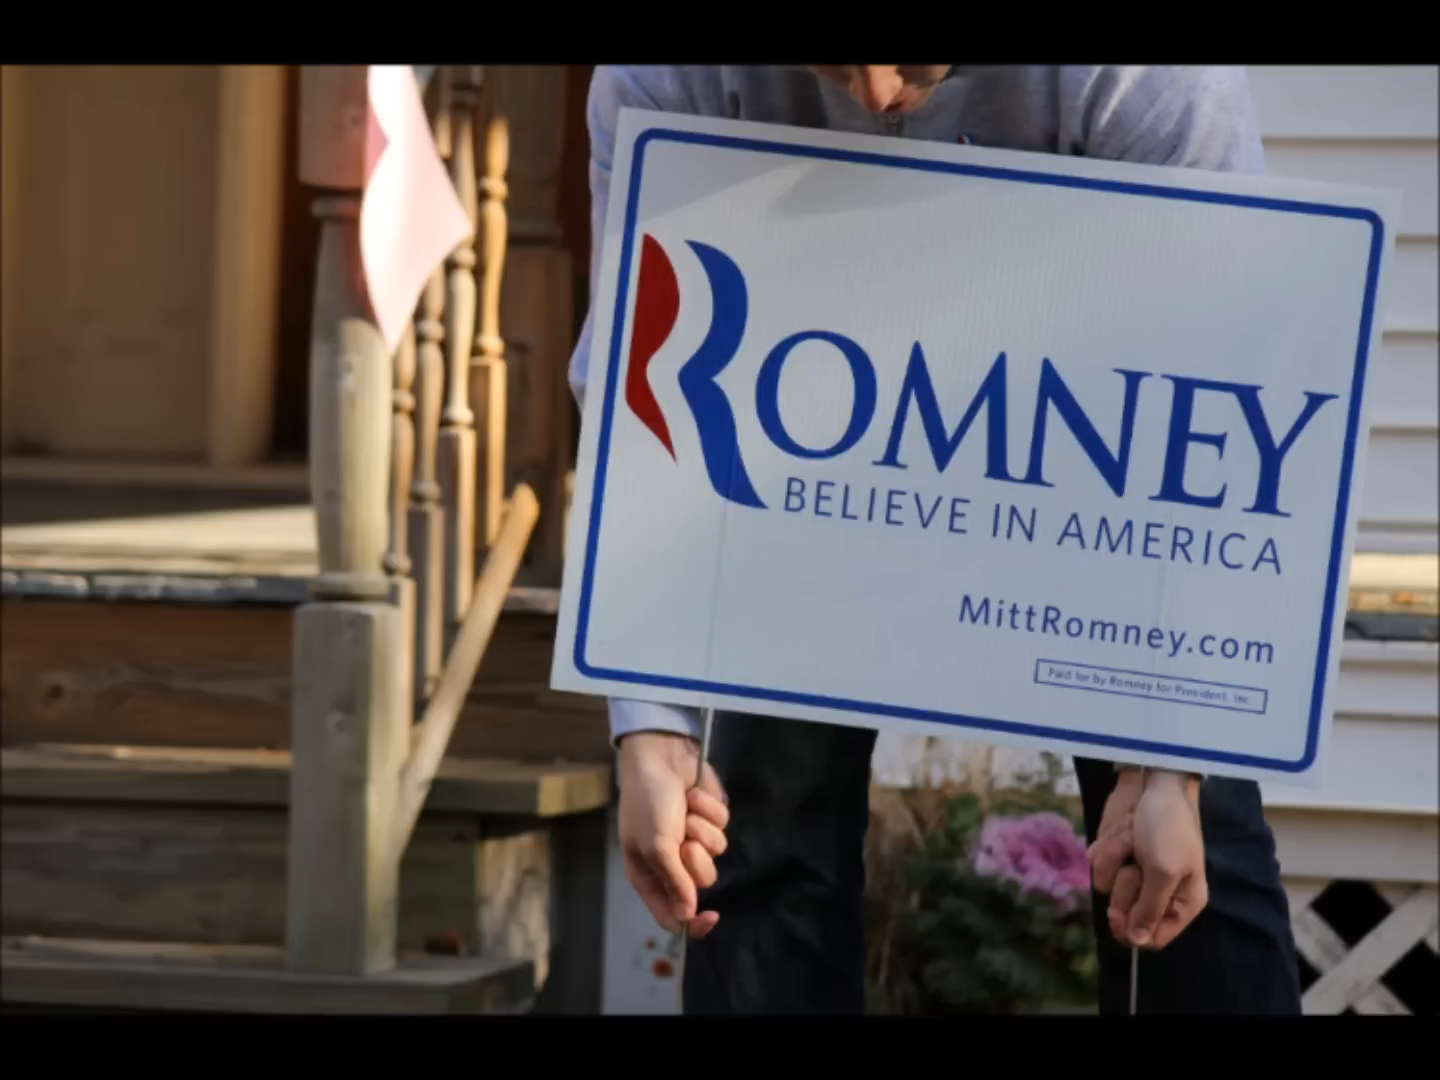 ROMNEY
BELIEVE IN AMERICA
MittRomney.com
Paid for by Romney for President, Inc.